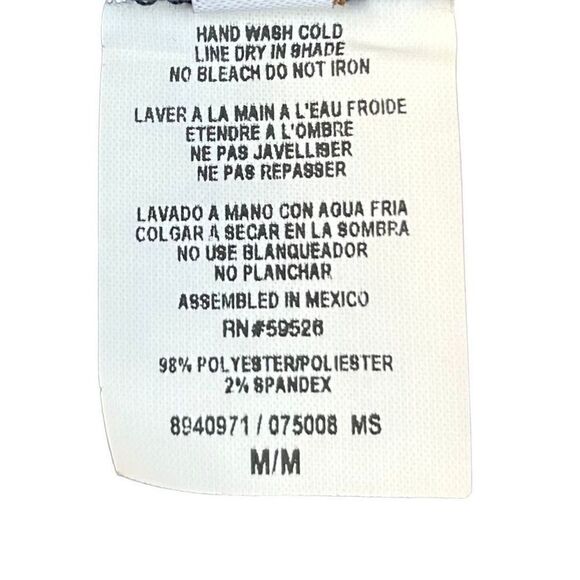 HAND WASH COLD
LINE DRY IN SHADE
NO BLEACH DO NOT IRON
LAVER A LA MAIN A L'EAU FROIDE
ETENDRE A L'OMBRE
NE PAS JAVELLISER
NE PAS REPASSER
LAVADO A MANO CON AGUA FRIA
COLGAR A SECAR EN LA SOMBRA
NO USE BLANQUEADOR
NO PLANCHAR
ASSEMBLED IN MEXICO
RN#59526
98% POLYESTER/POLIESTER
2% SPANDEX
8940971 / 075008 MS
M/M